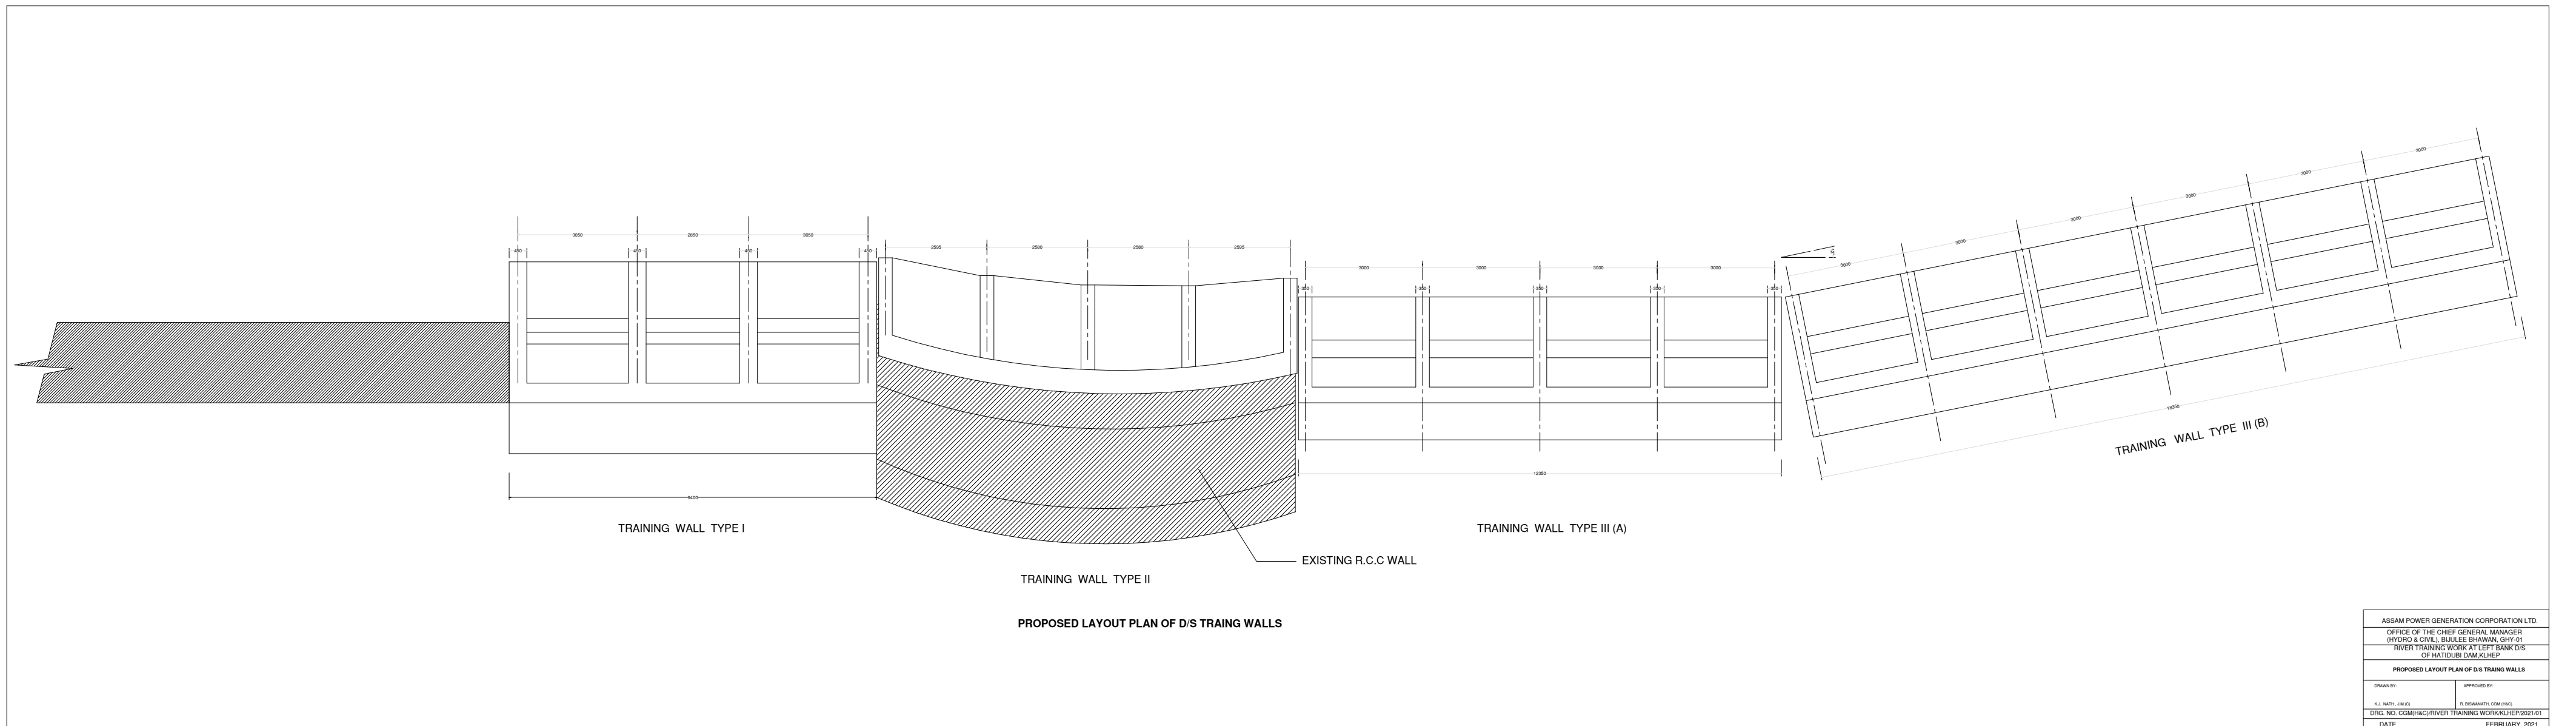 3000
3000
3000
3000
3000
3000
3050 2850 3050
450 450 450 450
2595 2580 2580 2595
3000 3000 3000 3000
350 350 350 350 350
12350
18350
TRAINING WALL TYPE III (B)
TRAINING WALL TYPE I
TRAINING WALL TYPE III (A)
EXISTING R.C.C WALL
TRAINING WALL TYPE II
PROPOSED LAYOUT PLAN OF D/S TRAING WALLS
ASSAM POWER GENERATION CORPORATION LTD.
OFFICE OF THE CHIEF GENERAL MANAGER
(HYDRO & CIVIL), BIJULEE BHAWAN, GHY-01
RIVER TRAINING WORK AT LEFT BANK D/S
OF HATIDUBI DAM,KLHEP
PROPOSED LAYOUT PLAN OF D/S TRAING WALLS
DRAWN BY: APPROVED BY:
K.J. NATH , J.M.(C) R. BISWANATH, CGM (H&C)
DRG. NO. CGM(H&C)/RIVER TRAINING WORK/KLHEP/2021/01
DATE FEBRUARY, 2021